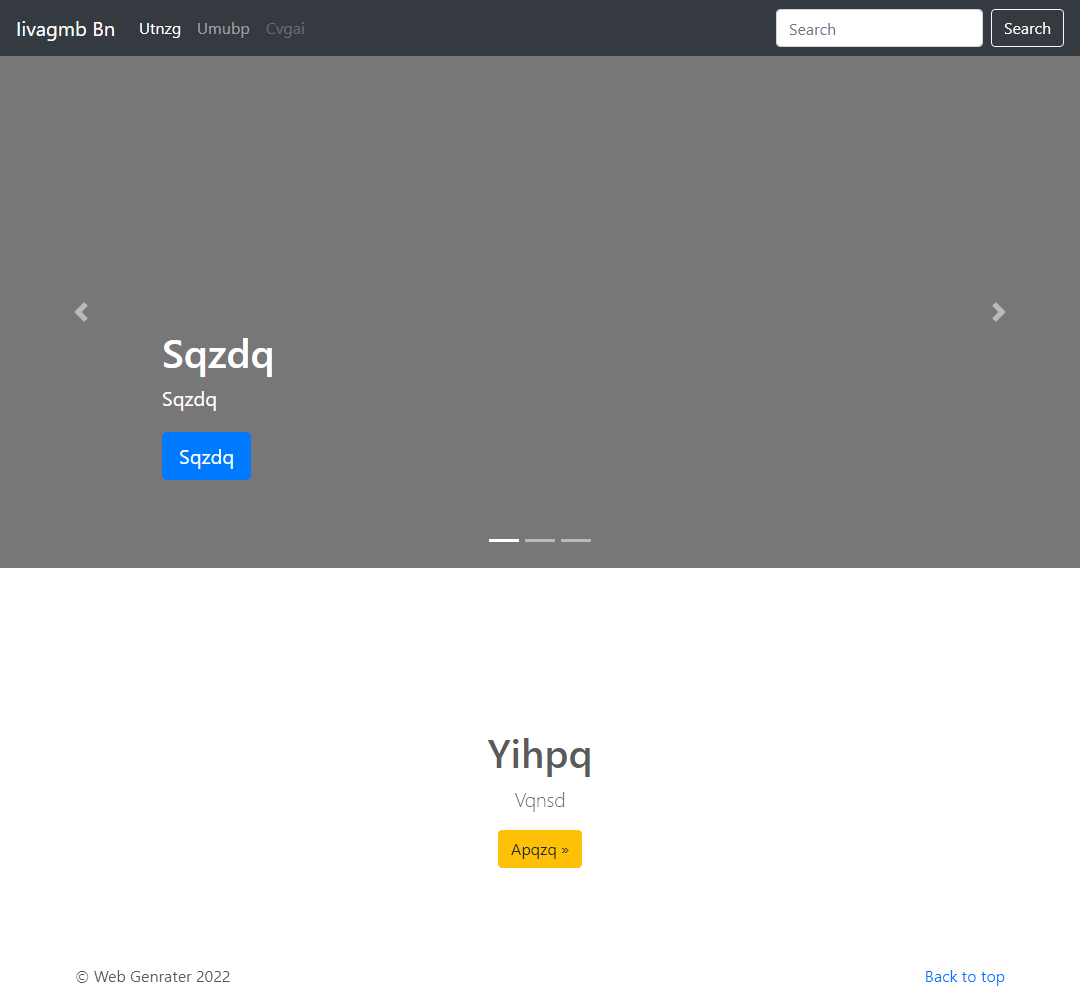 Iivagmb Bn Utnzg Umubp Cvgai Search Search
Sqzdq
Sqzdq
Sqzdq
Yihpq
Vqnsd
Apqzq »
© Web Genrater 2022 Back to top